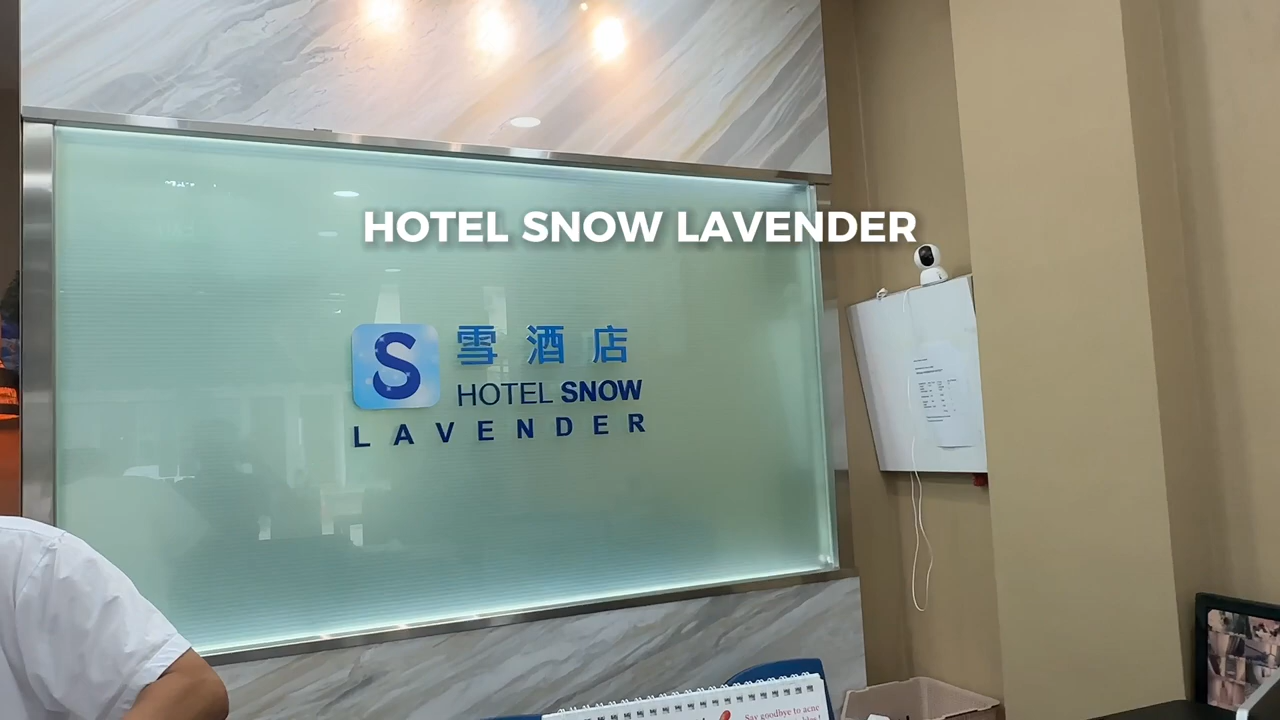 HOTEL SNOW LAVENDER
S
雪酒店
HOTEL SNOW
LAVENDER
Say goodbye to acne